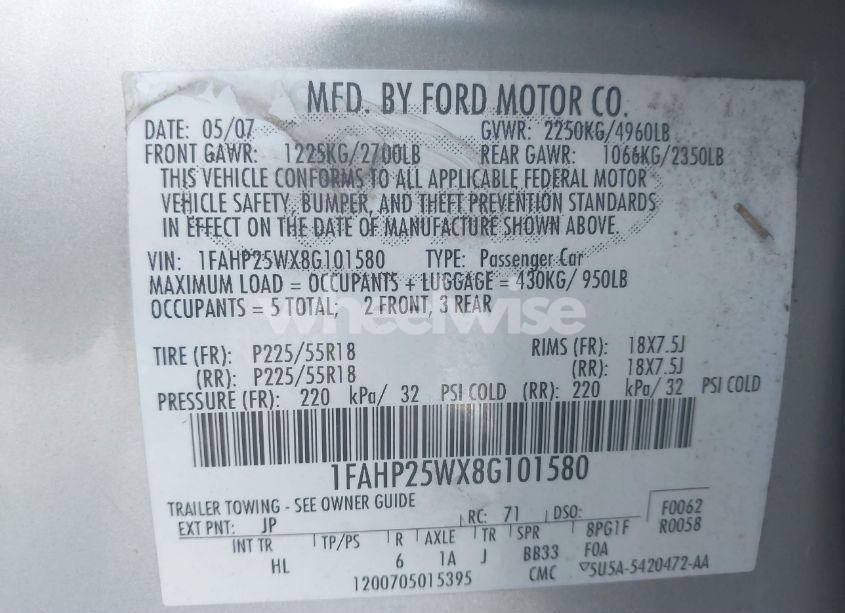 MFD. BY FORD MOTOR CO.
DATE: 05/07 GVWR: 2250KG/4960LB
FRONT GAWR: 1225KG/2700LB REAR GAWR: 1066KG/2350LB
THIS VEHICLE CONFORMS TO ALL APPLICABLE FEDERAL MOTOR
VEHICLE SAFETY, BUMPER, AND THEFT PREVENTION STANDARDS
IN EFFECT ON THE DATE OF MANUFACTURE SHOWN ABOVE.
VIN: 1FAHP25WX8G101580 TYPE: Passenger Car
MAXIMUM LOAD = OCCUPANTS + LUGGAGE = 430KG/ 950LB
OCCUPANTS = 5 TOTAL; 2 FRONT, 3 REAR
wheelwise
TIRE (FR): P225/55R18 RIMS (FR): 18X7.5J
(RR): P225/55R18 (RR): 18X7.5J
PRESSURE (FR): 220 kPa/ 32 PSI COLD (RR): 220 kPa/ 32 PSI COLD
1FAHP25WX8G101580
TRAILER TOWING - SEE OWNER GUIDE
EXT PNT: JP RC: 71 DSO: F0062
INT TR TP/PS R AXLE TR SPR 8PG1F R0058
HL 6 1A J BB33 FOA
1200705015395 CMC 5U5A-5420472-AA